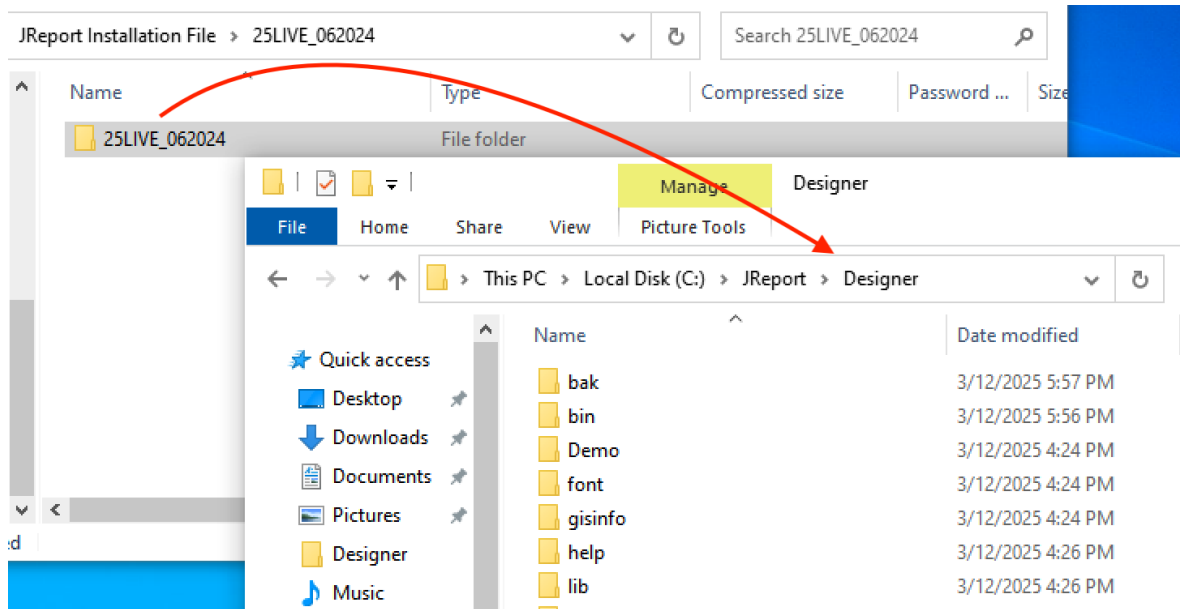 JReport Installation File > 25LIVE_062024
Search 25LIVE_062024
Name Type Compressed size Password ... Size
25LIVE_062024 File folder
Manage Designer
File Home Share View Picture Tools
This PC > Local Disk (C:) > JReport > Designer
Name Date modified
Quick access
Desktop
Downloads
Documents
Pictures
Designer
Music
bak 3/12/2025 5:57 PM
bin 3/12/2025 5:56 PM
Demo 3/12/2025 4:24 PM
font 3/12/2025 4:24 PM
gisinfo 3/12/2025 4:24 PM
help 3/12/2025 4:26 PM
lib 3/12/2025 4:26 PM